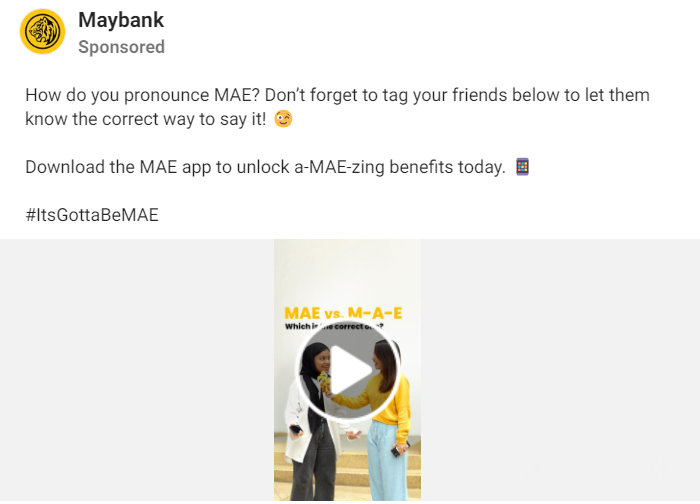 Maybank
Sponsored
How do you pronounce MAE? Don't forget to tag your friends below to let them
know the correct way to say it! 😉
Download the MAE app to unlock a-MAE-zing benefits today. 📱
#ItsGottaBeMAE
MAE vs. M-A-E
Which is the correct one?